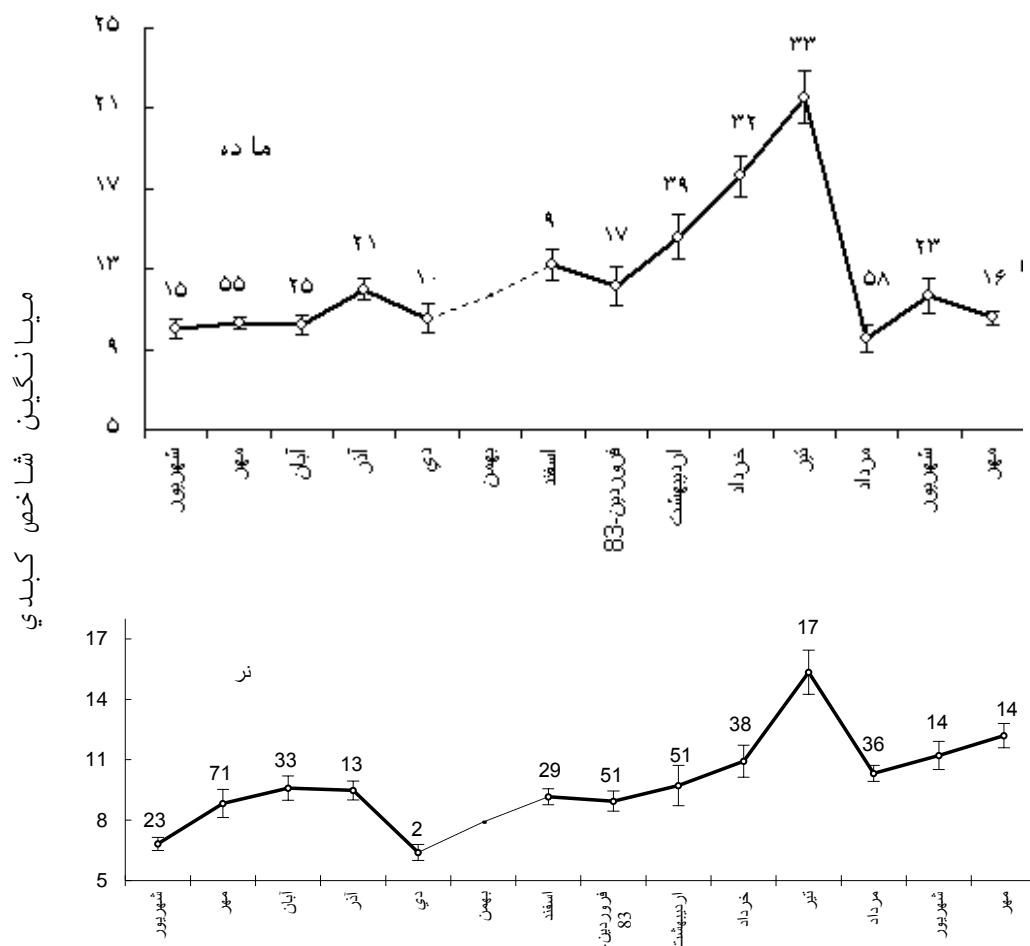 میانگین شاخص کبدي
۲۵
۲۱
۱۷
۱۳
۹
۵
ماده
۱۵ ۵۵ ۲۵ ۲۱ ۱۰ ۹ ۱۷ ۳۹ ۳۲ ۳۳ ۵۸ ۲۳ ۱۶
شهریور مهر آبان آذر دي بهمن اسفند فروردین-83 اردیبهشت خرداد تیر مرداد شهریور مهر
17
14
11
8
5
نر
23 71 33 13 2 29 51 51 38 17 36 14 14
شهریور مهر آبان آذر دي بهمن اسفند فروردین-83 اردیبهشت خرداد تیر مرداد شهریور مهر